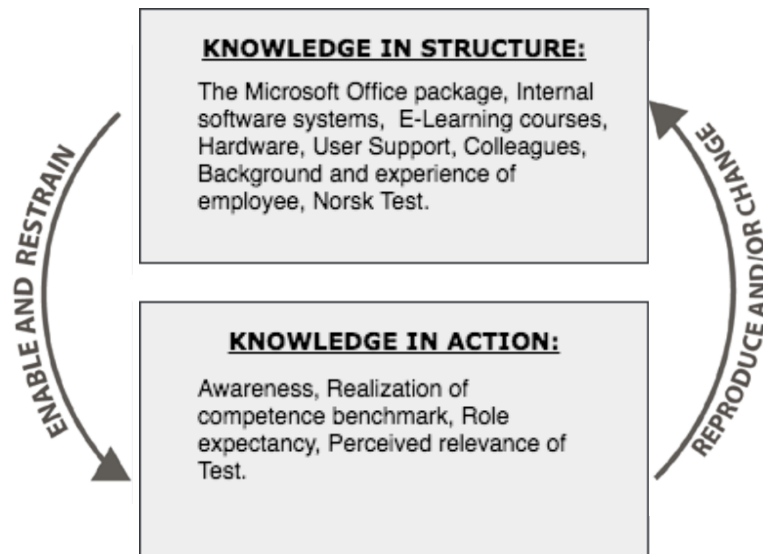 KNOWLEDGE IN STRUCTURE:
The Microsoft Office package, Internal
software systems,  E-Learning courses,
Hardware, User Support, Colleagues,
Background and experience of
employee, Norsk Test.
ENABLE AND RESTRAIN
REPRODUCE AND/OR CHANGE
KNOWLEDGE IN ACTION:
Awareness, Realization of
competence benchmark, Role
expectancy, Perceived relevance of
Test.